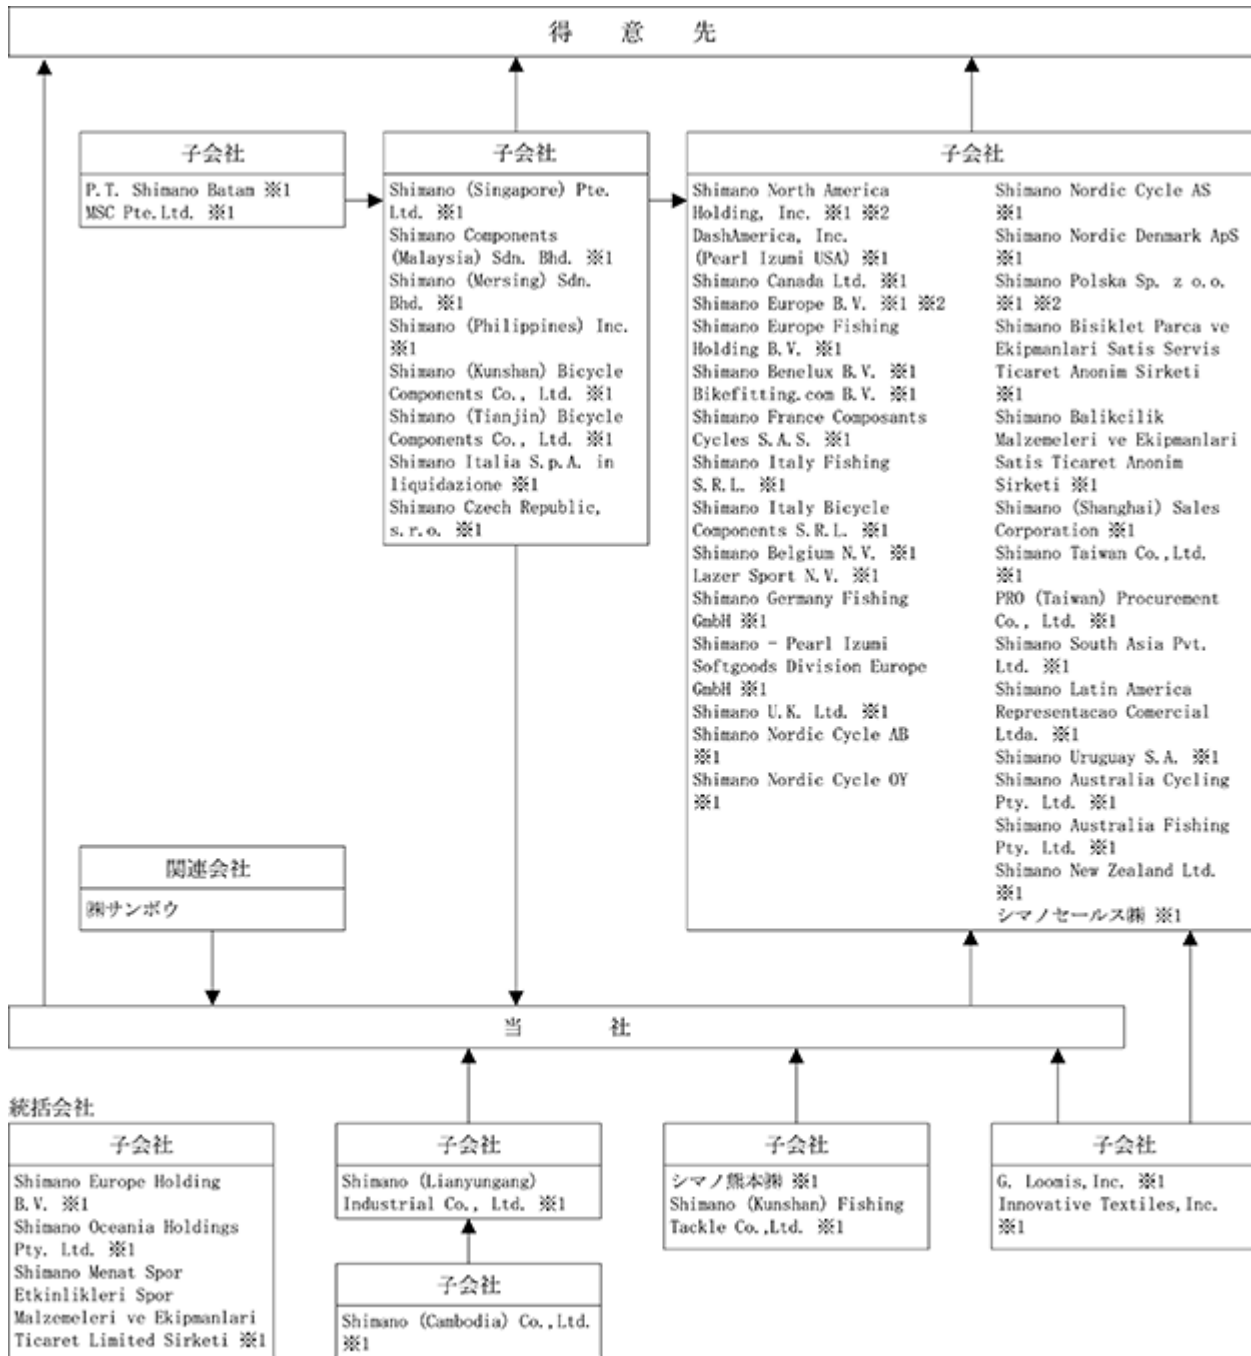 得意先
子会社
P.T. Shimano Batam ※1
MSC Pte.Ltd. ※1
子会社
Shimano (Singapore) Pte.
Ltd. ※1
Shimano Components
(Malaysia) Sdn. Bhd. ※1
Shimano (Mersing) Sdn.
Bhd. ※1
Shimano (Philippines) Inc.
※1
Shimano (Kunshan) Bicycle
Components Co., Ltd. ※1
Shimano (Tianjin) Bicycle
Components Co., Ltd. ※1
Shimano Italia S.p.A. in
liquidazione ※1
Shimano Czech Republic,
s.r.o. ※1
子会社
Shimano North America
Holding, Inc. ※1 ※2
DashAmerica, Inc.
(Pearl Izumi USA) ※1
Shimano Canada Ltd. ※1
Shimano Europe B.V. ※1 ※2
Shimano Europe Fishing
Holding B.V. ※1
Shimano Benelux B.V. ※1
Bikefitting.com B.V. ※1
Shimano France Composants
Cycles S.A.S. ※1
Shimano Italy Fishing
S.R.L. ※1
Shimano Italy Bicycle
Components S.R.L. ※1
Shimano Belgium N.V. ※1
Lazer Sport N.V. ※1
Shimano Germany Fishing
GmbH ※1
Shimano - Pearl Izumi
Softgoods Division Europe
GmbH ※1
Shimano U.K. Ltd. ※1
Shimano Nordic Cycle AB
※1
Shimano Nordic Cycle OY
※1
Shimano Nordic Cycle AS
※1
Shimano Nordic Denmark ApS
※1
Shimano Polska Sp. z o.o.
※1 ※2
Shimano Bisiklet Parca ve
Ekipmanlari Satis Servis
Ticaret Anonim Sirketi
※1
Shimano Balikcilik
Malzemeleri ve Ekipmanlari
Satis Ticaret Anonim
Sirketi ※1
Shimano (Shanghai) Sales
Corporation ※1
Shimano Taiwan Co.,Ltd.
※1
PRO (Taiwan) Procurement
Co., Ltd. ※1
Shimano South Asia Pvt.
Ltd. ※1
Shimano Latin America
Representacao Comercial
Ltda. ※1
Shimano Uruguay S.A. ※1
Shimano Australia Cycling
Pty. Ltd. ※1
Shimano Australia Fishing
Pty. Ltd. ※1
Shimano New Zealand Ltd.
※1
シマノセールス㈱ ※1
関連会社
㈱サンボウ
当社
統括会社
子会社
Shimano Europe Holding
B.V. ※1
Shimano Oceania Holdings
Pty. Ltd. ※1
Shimano Menat Spor
Etkinlikleri Spor
Malzemeleri ve Ekipmanlari
Ticaret Limited Sirketi ※1
子会社
Shimano (Lianyungang)
Industrial Co., Ltd. ※1
子会社
Shimano (Cambodia) Co.,Ltd.
※1
子会社
シマノ熊本㈱ ※1
Shimano (Kunshan) Fishing
Tackle Co.,Ltd. ※1
子会社
G. Loomis,Inc. ※1
Innovative Textiles,Inc.
※1